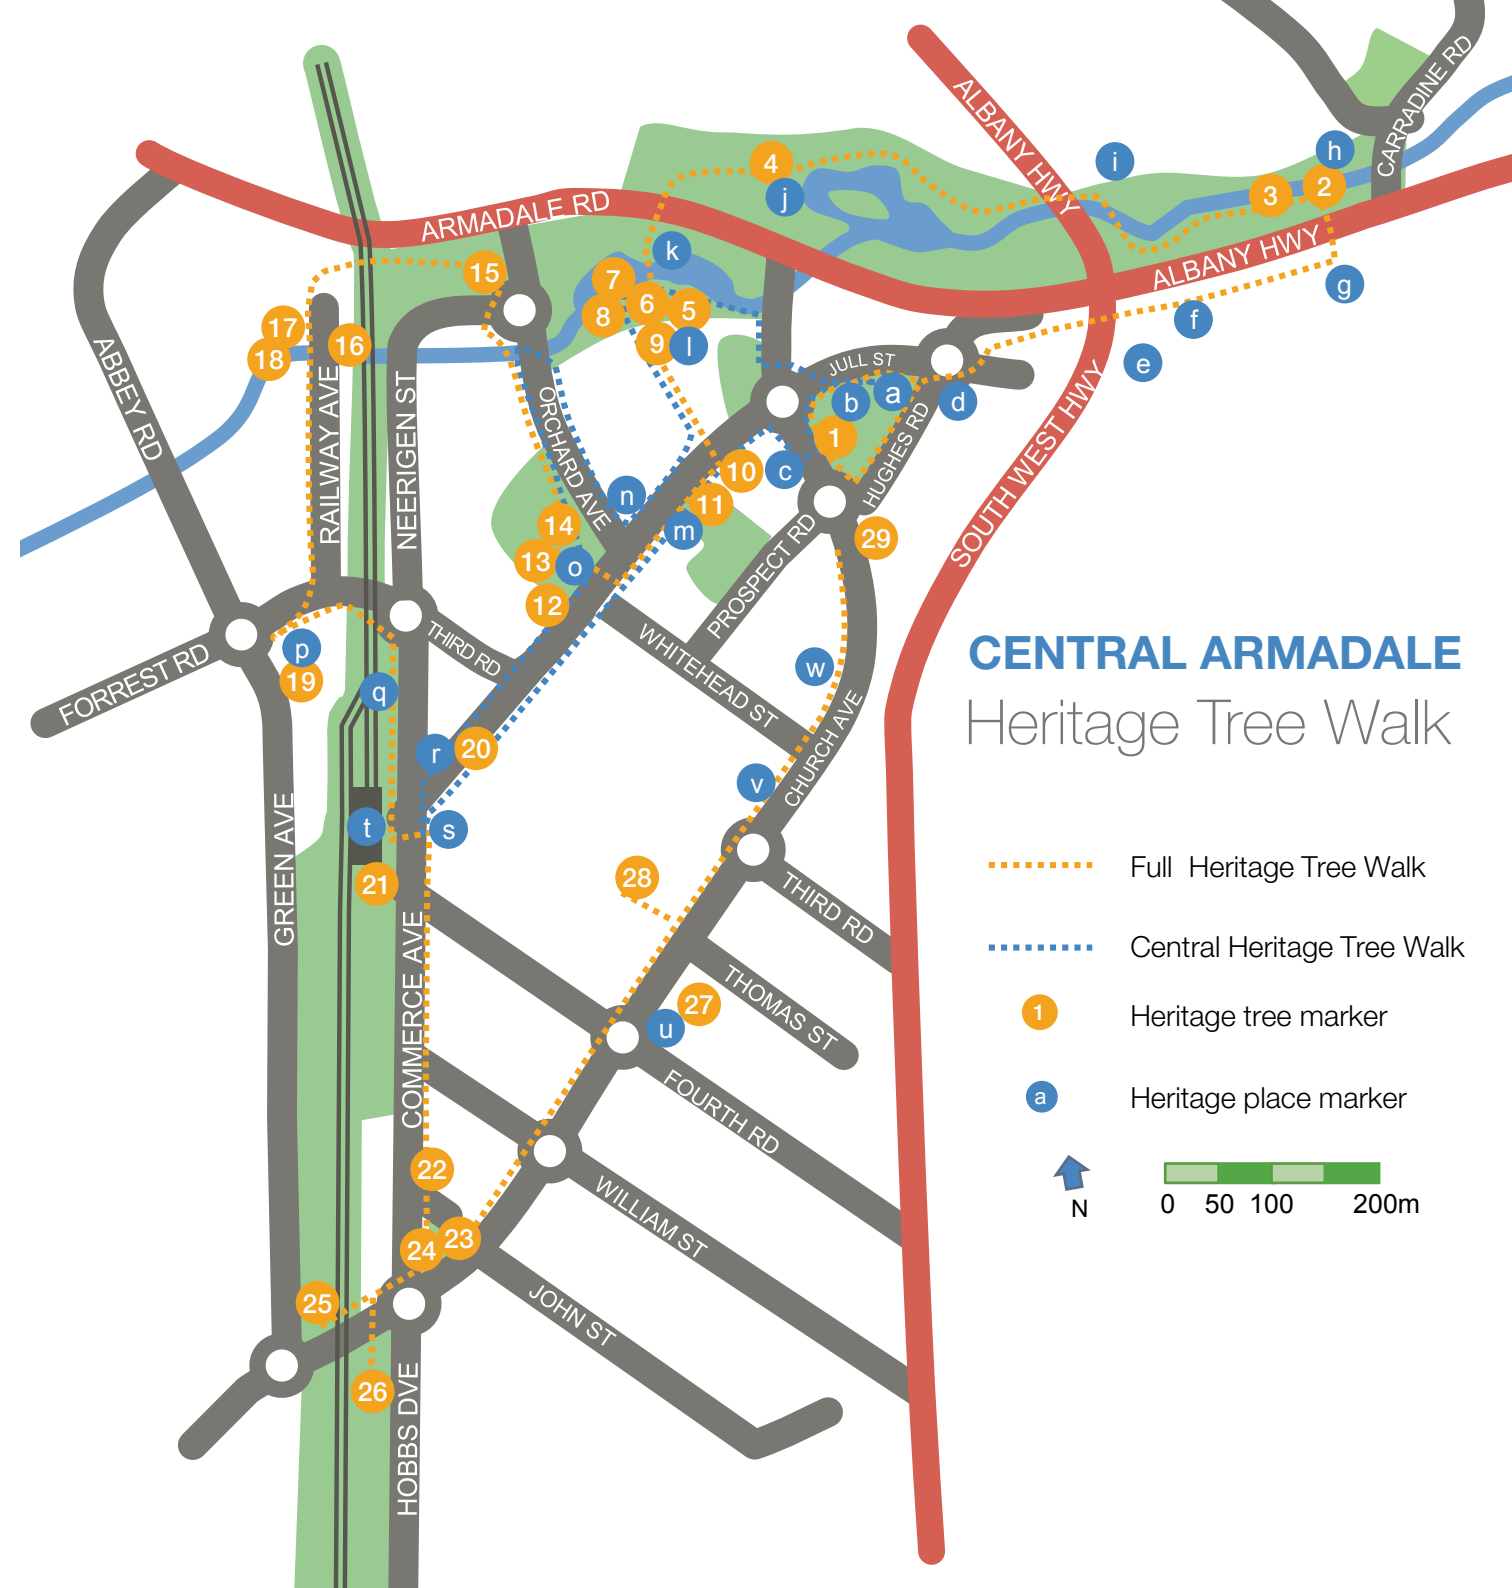 ALBANY HWY
CARRADINE RD
4
i
h
j
3
2
ARMADALE RD
k
ALBANY HWY
15
7
g
6
5
8
17
f
9
l
16
18
JULL ST
e
ABBEY RD
RAILWAY AVE
NEERIGEN ST
ORCHARD AVE
a
b
d
1
HUGHES RD
SOUTH WEST HWY
10
c
n
11
14
m
29
13
o
PROSPECT RD
12
THIRD RD
WHITEHEAD ST
CENTRAL ARMADALE
Heritage Tree Walk
p
w
FORREST RD
19
q
CHURCH AVE
r
20
v
t
s
GREEN AVE
21
28
THIRD RD
Full Heritage Tree Walk
Central Heritage Tree Walk
COMMERCE AVE
THOMAS ST
27
u
1
Heritage tree marker
a
Heritage place marker
FOURTH RD
22
N
0 50 100 200m
WILLIAM ST
23
24
25
JOHN ST
26
HOBBS DVE